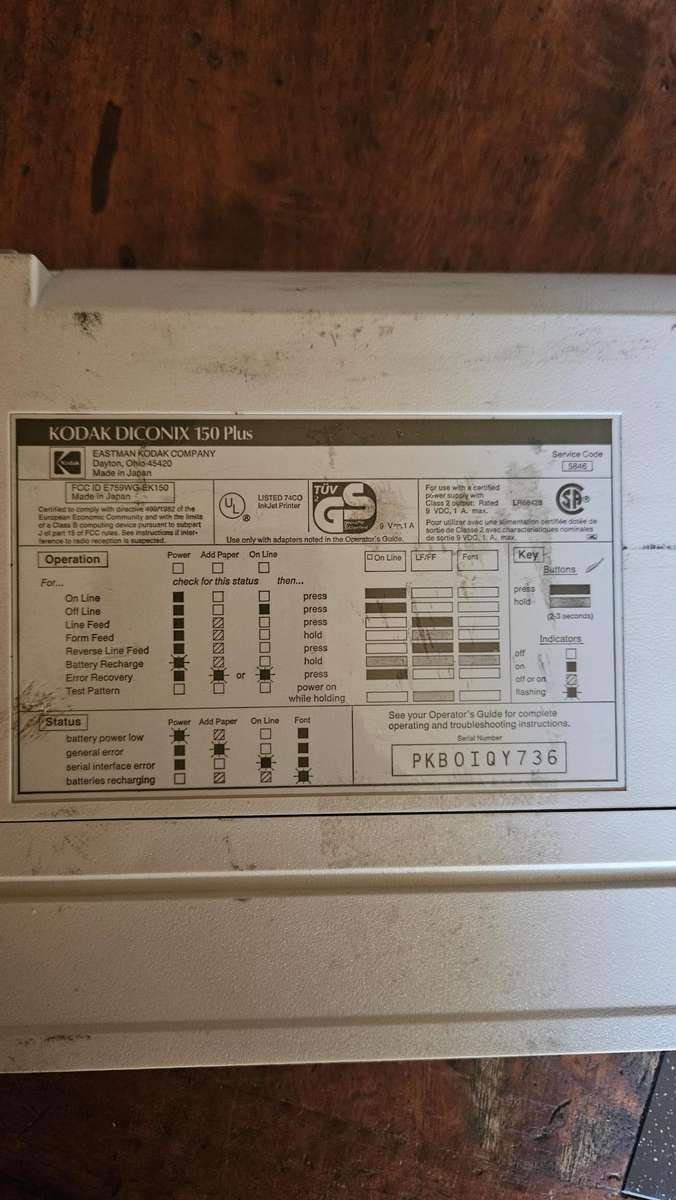 KODAK DICONIX 150 Plus
Kodak
EASTMAN KODAK COMPANY
Dayton, Ohio 45420
Made in Japan
Service Code
5846
FCC ID E759WG-EK150
Made in Japan
Certified to comply with directive 499/1982 of the
European Economic Community and with the limits
of a Class B computing device pursuant to subpart
J of part 15 of FCC rules. See instructions if inter-
ference to radio reception is suspected.
UL
LISTED 74CO
InkJet Printer
TÜV
GS
9 V 1 A
Use only with adapters noted in the Operator's Guide.
For use with a certified
power supply with
Class 2 output. Rated
9 VDC, 1 A. max.
LR66428
Pour utiliser avec une alimentation certifiée dotée de
sortie de Classe 2 avec characteristiques nominales
de sortie 9 VDC, 1 A. max.
Operation
Power Add Paper On Line
On Line LF/FF Font
Key
Buttons
press
hold
(2-3 seconds)
Indicators
off
on
off or on
flashing
For... check for this status then...
On Line press
Off Line press
Line Feed press
Form Feed hold
Reverse Line Feed press
Battery Recharge hold
Error Recovery or press
Test Pattern power on
while holding
Status
Power Add Paper On Line Font
battery power low
general error
serial interface error
batteries recharging
See your Operator's Guide for complete
operating and troubleshooting instructions.
Serial Number
PKB0IQY736